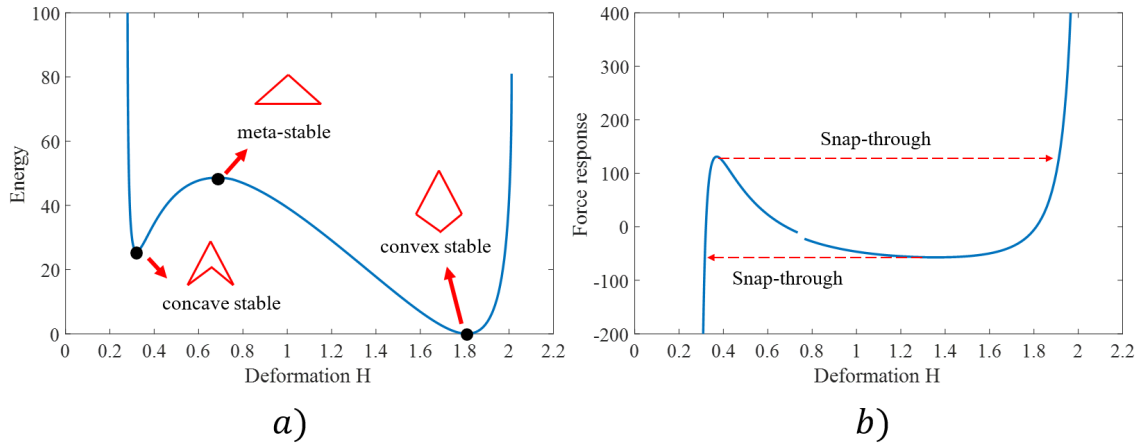 100
80
60
40
20
0
Energy
meta-stable
convex stable
concave stable
0 0.2 0.4 0.6 0.8 1 1.2 1.4 1.6 1.8 2 2.2
Deformation H
a)
400
300
200
100
0
-100
-200
Force response
Snap-through
Snap-through
0 0.2 0.4 0.6 0.8 1 1.2 1.4 1.6 1.8 2 2.2
Deformation H
b)